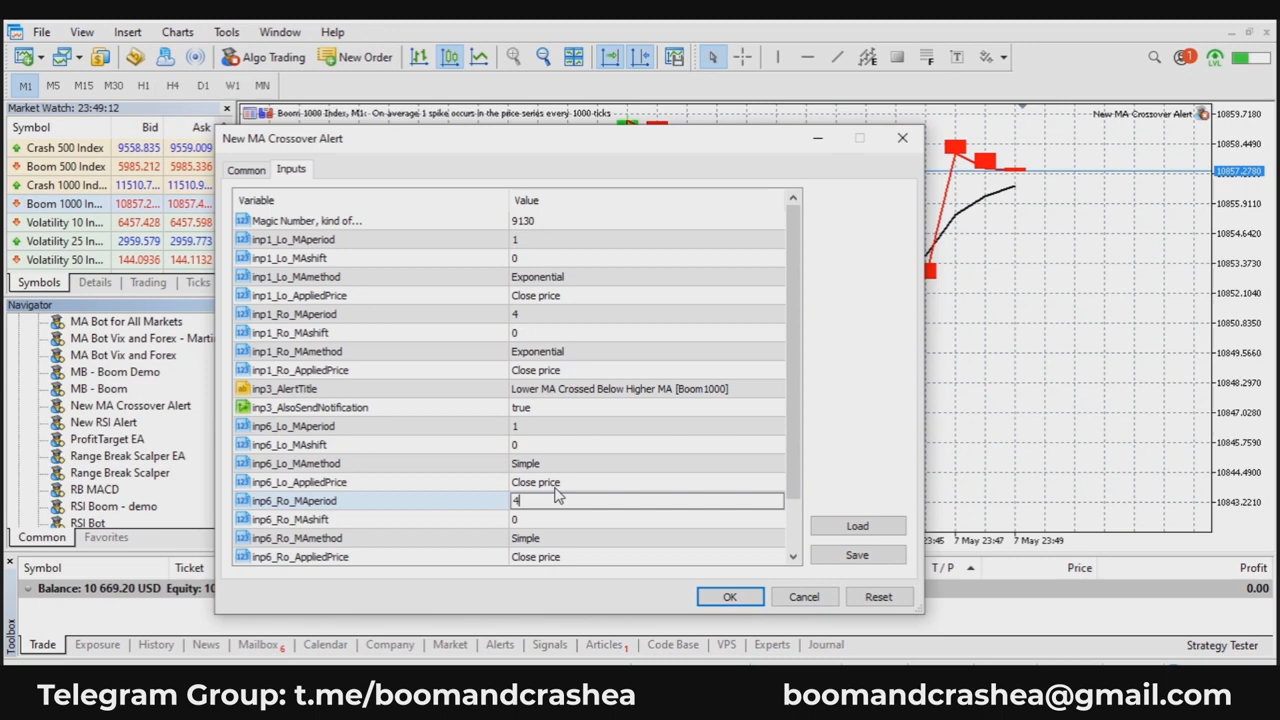 File View Insert Charts Tools Window Help
Algo Trading New Order
M1 M5 M15 M30 H1 H4 D1 W1 MN
Market Watch: 23:49:12
Symbol Bid Ask
Crash 500 Index 9558.835 9559.009
Boom 500 Index 5985.212 5985.336
Crash 1000 Ind... 11510.7... 1151...
Boom 1000 In... 10857.2... 10857.4...
Volatility 10 In... 6457.428 6457.598
Volatility 25 In... 2959.579 2959.773
Volatility 50 In... 144.0936 144.1132
Symbols Details Trading Ticks
Navigator
MA Bot for All Markets
MA Bot Vix and Forex - Marti
MA Bot Vix and Forex
MB - Boom Demo
MB - Boom
New MA Crossover Alert
New RSI Alert
ProfitTarget EA
Range Break Scalper EA
Range Break Scalper
RB MACD
RSI Boom - demo
RSI Bot
Common Favorites
Boom 1000 Index, M1: On average 1 spike occurs in the price series every 1000 ticks
New MA Crossover Alert
New MA Crossover Alert
Common Inputs
Variable Value
Magic Number, kind of... 9130
inp1_Lo_MAperiod 1
inp1_Lo_MAshift 0
inp1_Lo_MAmethod Exponential
inp1_Lo_AppliedPrice Close price
inp1_Ro_MAperiod 4
inp1_Ro_MAshift 0
inp1_Ro_MAmethod Exponential
inp1_Ro_AppliedPrice Close price
inp3_AlertTitle Lower MA Crossed Below Higher MA [Boom1000]
inp3_AlsoSendNotification true
inp6_Lo_MAperiod 1
inp6_Lo_MAshift 0
inp6_Lo_MAmethod Simple
inp6_Lo_AppliedPrice Close price
inp6_Ro_MAperiod 4
inp6_Ro_MAshift 0
inp6_Ro_MAmethod Simple
inp6_Ro_AppliedPrice Close price
Load
Save
OK Cancel Reset
10859.7180
10858.4490
10857.2780
10855.9110
10854.6420
10853.3730
10852.1040
10850.8350
10849.5660
10848.2970
10847.0280
10845.7590
10844.4900
10843.2210
23:45 7 May 23:47 7 May 23:49
Symbol Ticket T / P Price Profit
Balance: 10 669.20 USD Equity: 10 0.00
Toolbox
Trade Exposure History News Mailbox 6 Calendar Company Market Alerts Signals Articles 1 Code Base VPS Experts Journal Strategy Tester
Telegram Group: t.me/boomandcrashea boomandcrashea@gmail.com